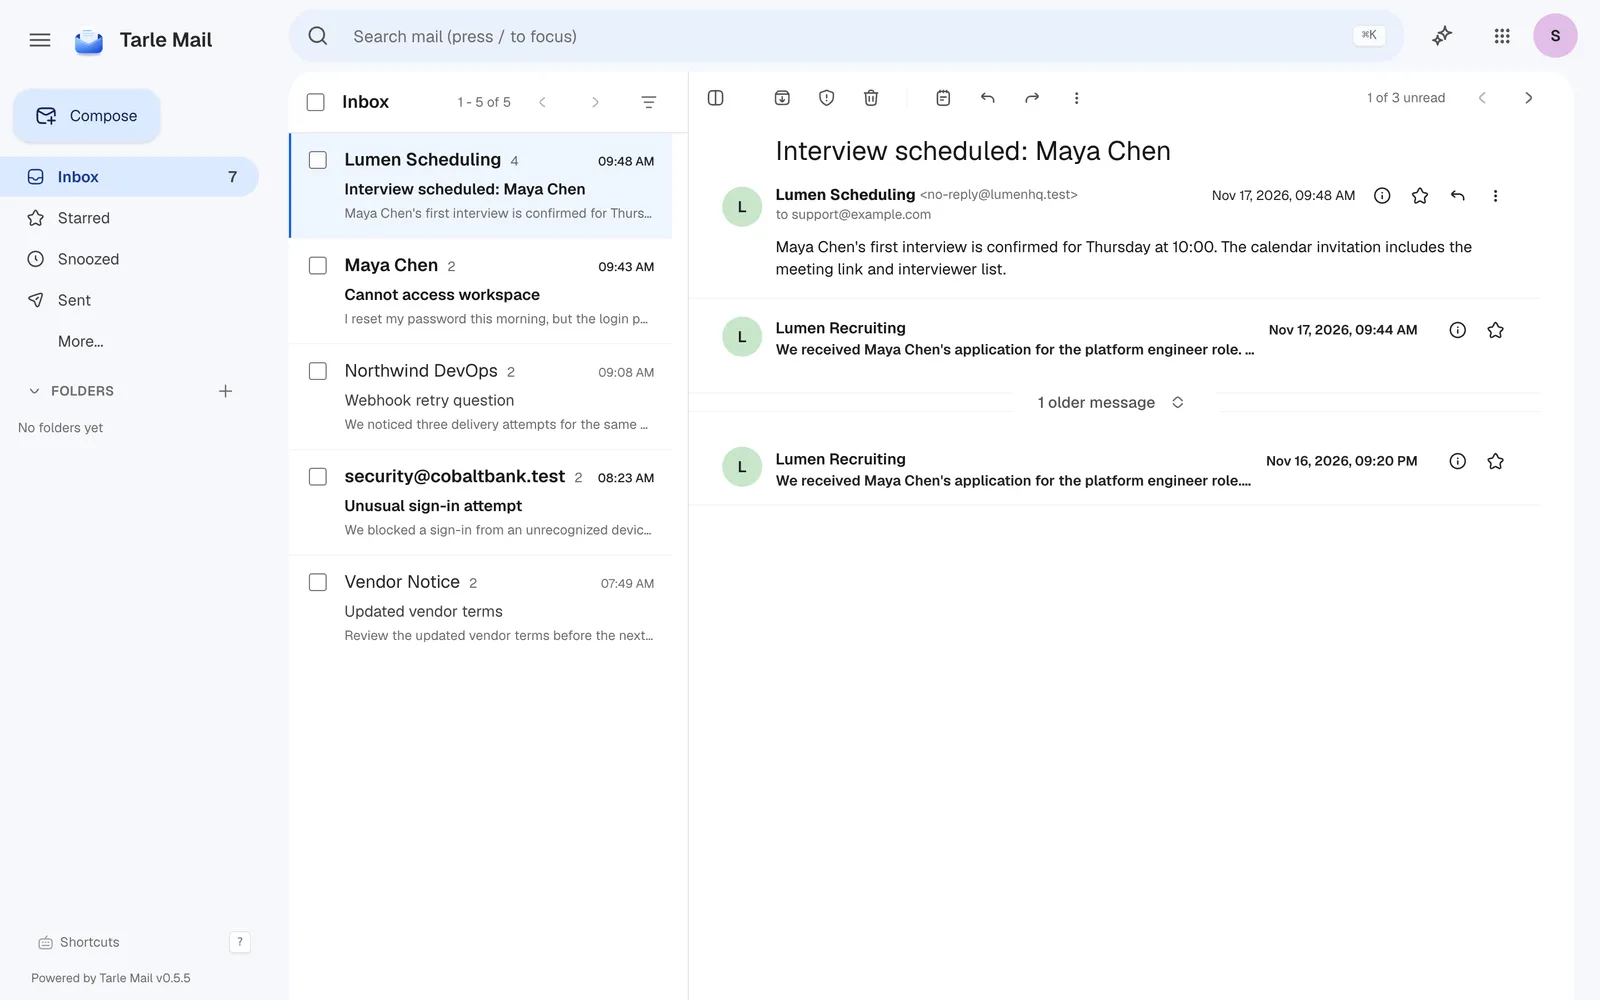 Tarle Mail
Search mail (press / to focus)
⌘K
S
Compose
Inbox 7
Starred
Snoozed
Sent
More...
FOLDERS
No folders yet
Shortcuts ?
Powered by Tarle Mail v0.5.5
Inbox 1 - 5 of 5
Lumen Scheduling 4 09:48 AM
Interview scheduled: Maya Chen
Maya Chen's first interview is confirmed for Thurs...
Maya Chen 2 09:43 AM
Cannot access workspace
I reset my password this morning, but the login p...
Northwind DevOps 2 09:08 AM
Webhook retry question
We noticed three delivery attempts for the same ...
security@cobaltbank.test 2 08:23 AM
Unusual sign-in attempt
We blocked a sign-in from an unrecognized devic...
Vendor Notice 2 07:49 AM
Updated vendor terms
Review the updated vendor terms before the next...
1 of 3 unread
Interview scheduled: Maya Chen
L
Lumen Scheduling <no-reply@lumenhq.test> Nov 17, 2026, 09:48 AM
to support@example.com
Maya Chen's first interview is confirmed for Thursday at 10:00. The calendar invitation includes the
meeting link and interviewer list.
L
Lumen Recruiting Nov 17, 2026, 09:44 AM
We received Maya Chen's application for the platform engineer role. ...
1 older message
L
Lumen Recruiting Nov 16, 2026, 09:20 PM
We received Maya Chen's application for the platform engineer role....